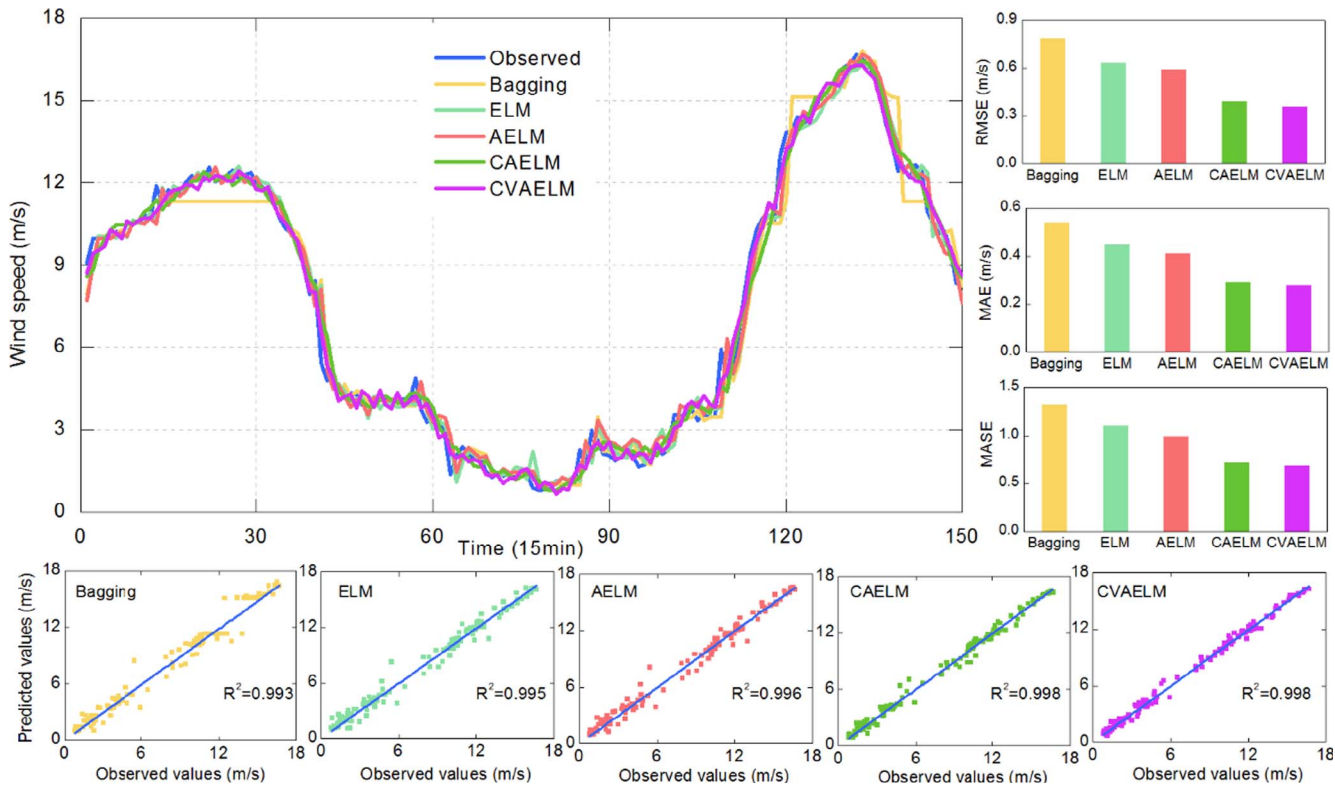 18
15
12
9
6
3
0
Wind speed (m/s)
Observed
Bagging
ELM
AELM
CAELM
CVAELM
0 30 60 90 120 150
Time (15min)
0.9
0.6
0.3
0.0
RMSE (m/s)
Bagging ELM AELM CAELM CVAELM
0.6
0.4
0.2
0.0
MAE (m/s)
Bagging ELM AELM CAELM CVAELM
1.5
1.0
0.5
0.0
MASE
Bagging ELM AELM CAELM CVAELM
Predicted values (m/s)
18
12
6
0
Bagging
R²=0.993
0 6 12 18
Observed values (m/s)
18
12
6
0
ELM
R²=0.995
6 12 18
Observed values (m/s)
18
12
6
0
AELM
R²=0.996
0 6 12 18
Observed values (m/s)
18
12
6
0
CAELM
R²=0.998
0 6 12 18
Observed values (m/s)
18
12
6
0
CVAELM
R²=0.998
0 6 12 18
Observed values (m/s)